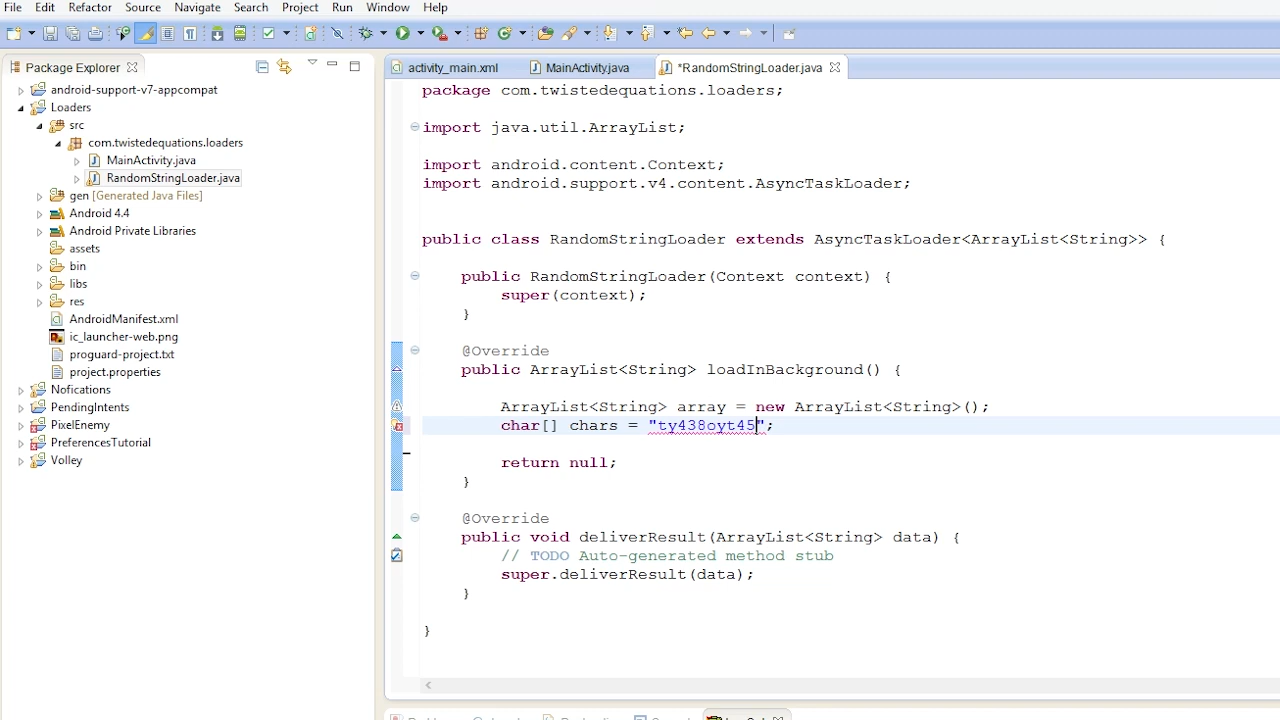 File Edit Refactor Source Navigate Search Project Run Window Help
Package Explorer
activity_main.xml MainActivity.java *RandomStringLoader.java
android-support-v7-appcompat
Loaders
src
com.twistedequations.loaders
MainActivity.java
RandomStringLoader.java
gen [Generated Java Files]
Android 4.4
Android Private Libraries
assets
bin
libs
res
AndroidManifest.xml
ic_launcher-web.png
proguard-project.txt
project.properties
Nofications
PendingIntents
PixelEnemy
PreferencesTutorial
Volley
package com.twistedequations.loaders;
import java.util.ArrayList;
import android.content.Context;
import android.support.v4.content.AsyncTaskLoader;
public class RandomStringLoader extends AsyncTaskLoader<ArrayList<String>> {
public RandomStringLoader(Context context) {
super(context);
}
@Override
public ArrayList<String> loadInBackground() {
ArrayList<String> array = new ArrayList<String>();
char[] chars = "ty438oyt45";
return null;
}
@Override
public void deliverResult(ArrayList<String> data) {
// TODO Auto-generated method stub
super.deliverResult(data);
}
}